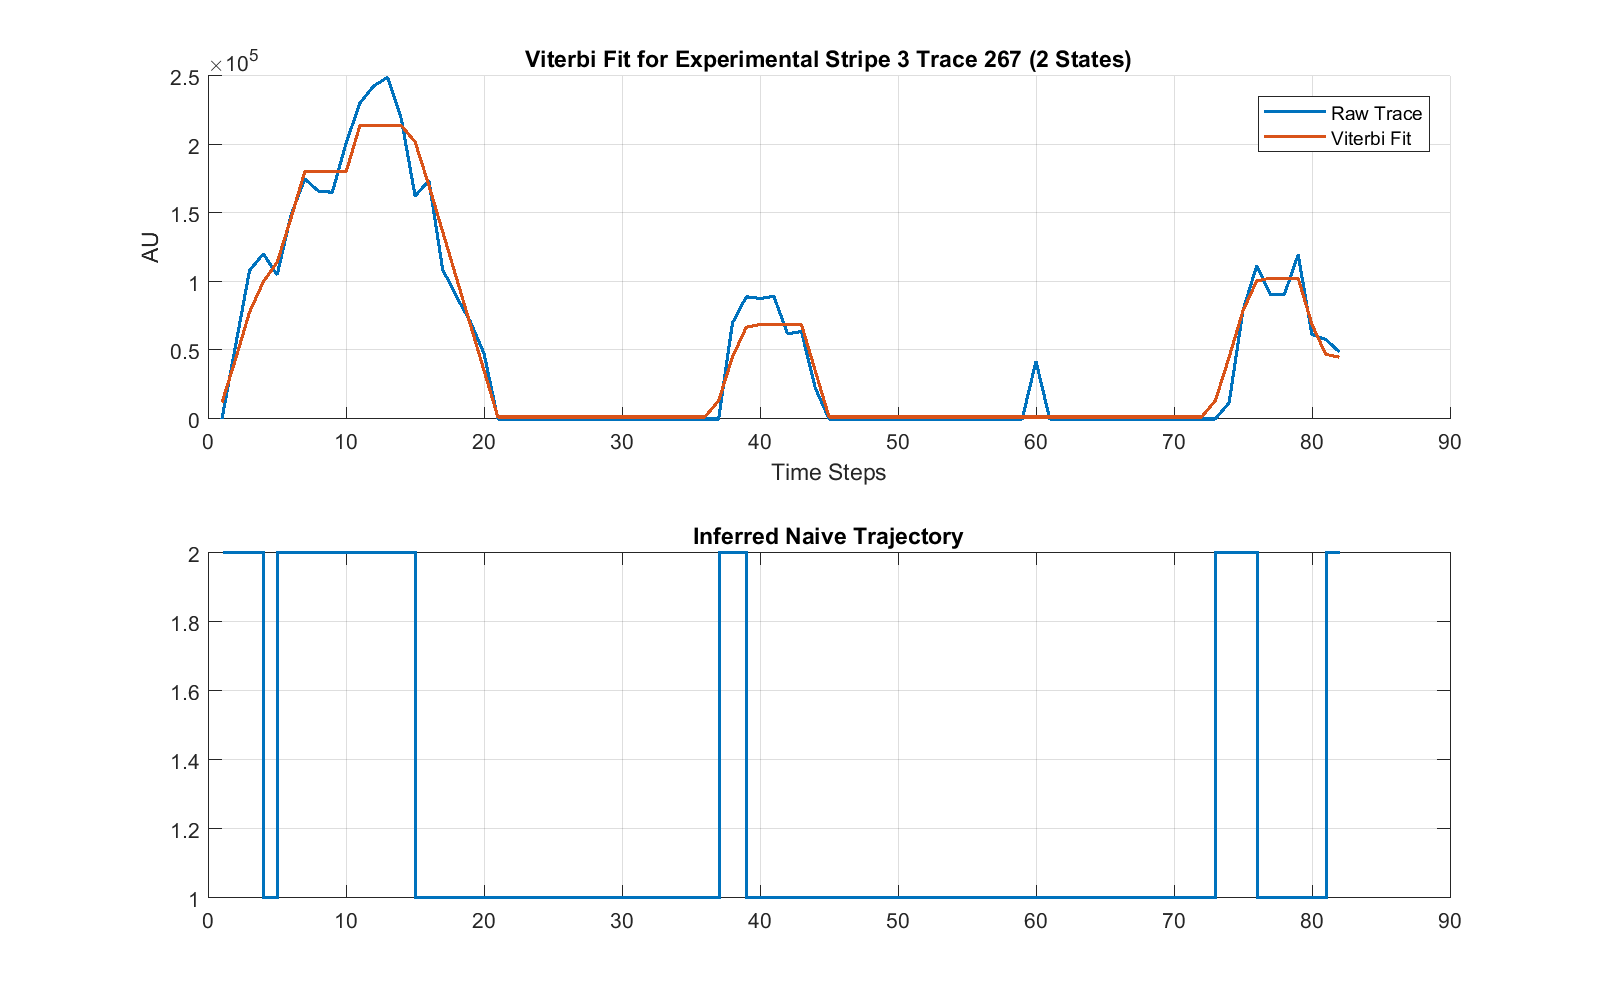 Viterbi Fit for Experimental Stripe 3 Trace 267 (2 States)
×10⁵
2.5
2
1.5
1
0.5
0
AU
Raw Trace
Viterbi Fit
0 10 20 30 40 50 60 70 80 90
Time Steps
Inferred Naive Trajectory
2
1.8
1.6
1.4
1.2
1
0 10 20 30 40 50 60 70 80 90